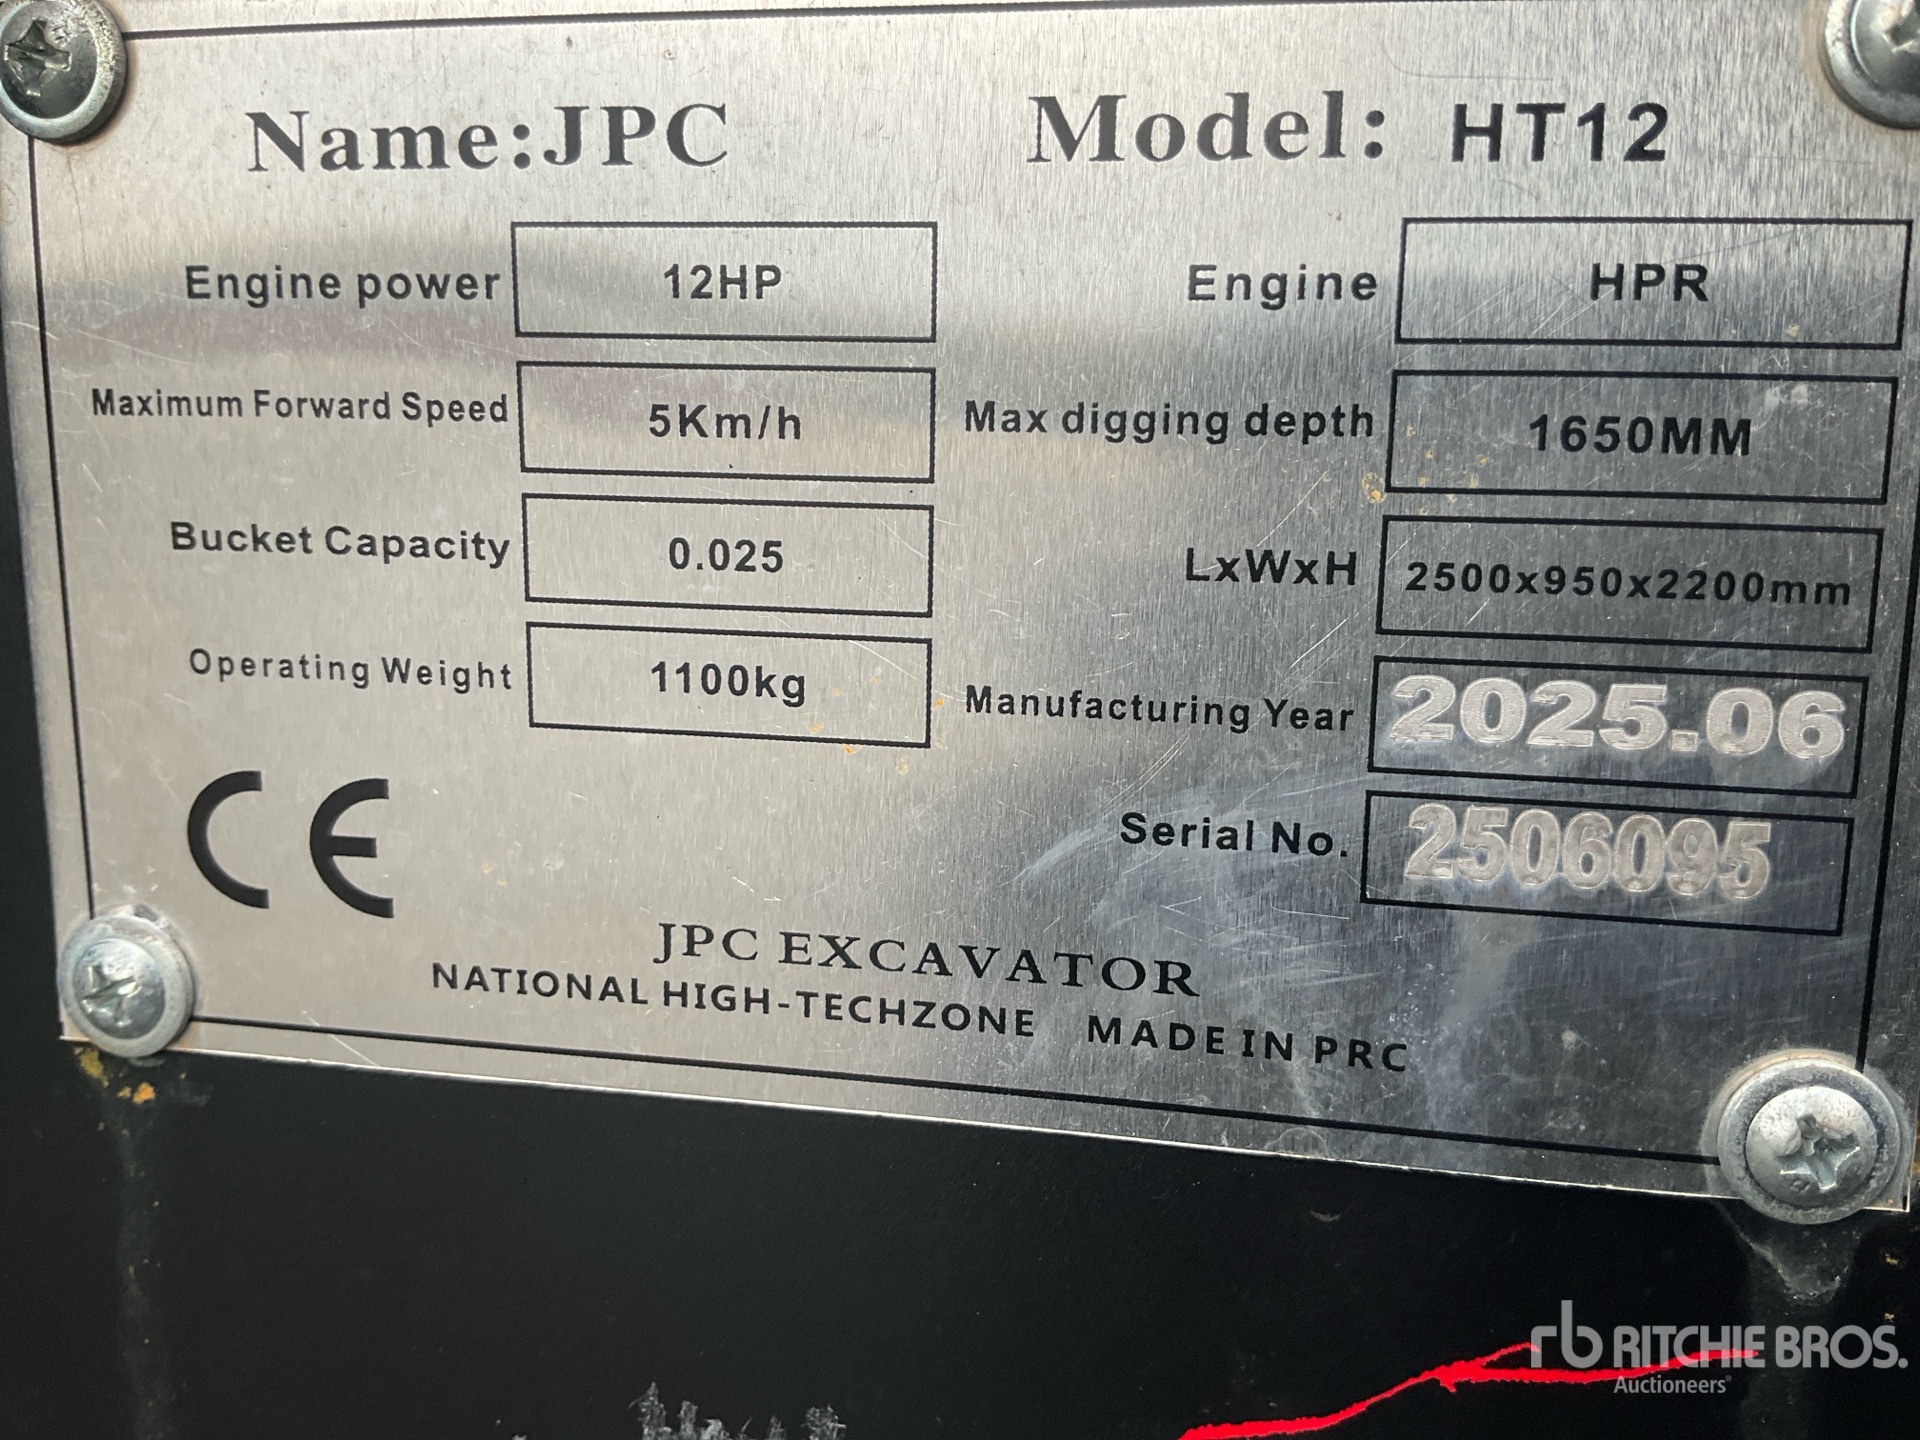 Name:JPC Model: HT12
Engine power 12HP Engine HPR
Maximum Forward Speed 5Km/h Max digging depth 1650MM
Bucket Capacity 0.025 LxWxH 2500x950x2200mm
Operating Weight 1100kg Manufacturing Year 2025.06
CE Serial No. 2506095
JPC EXCAVATOR
NATIONAL HIGH-TECHZONE MADE IN PRC
rb RITCHIE BROS.
Auctioneers®